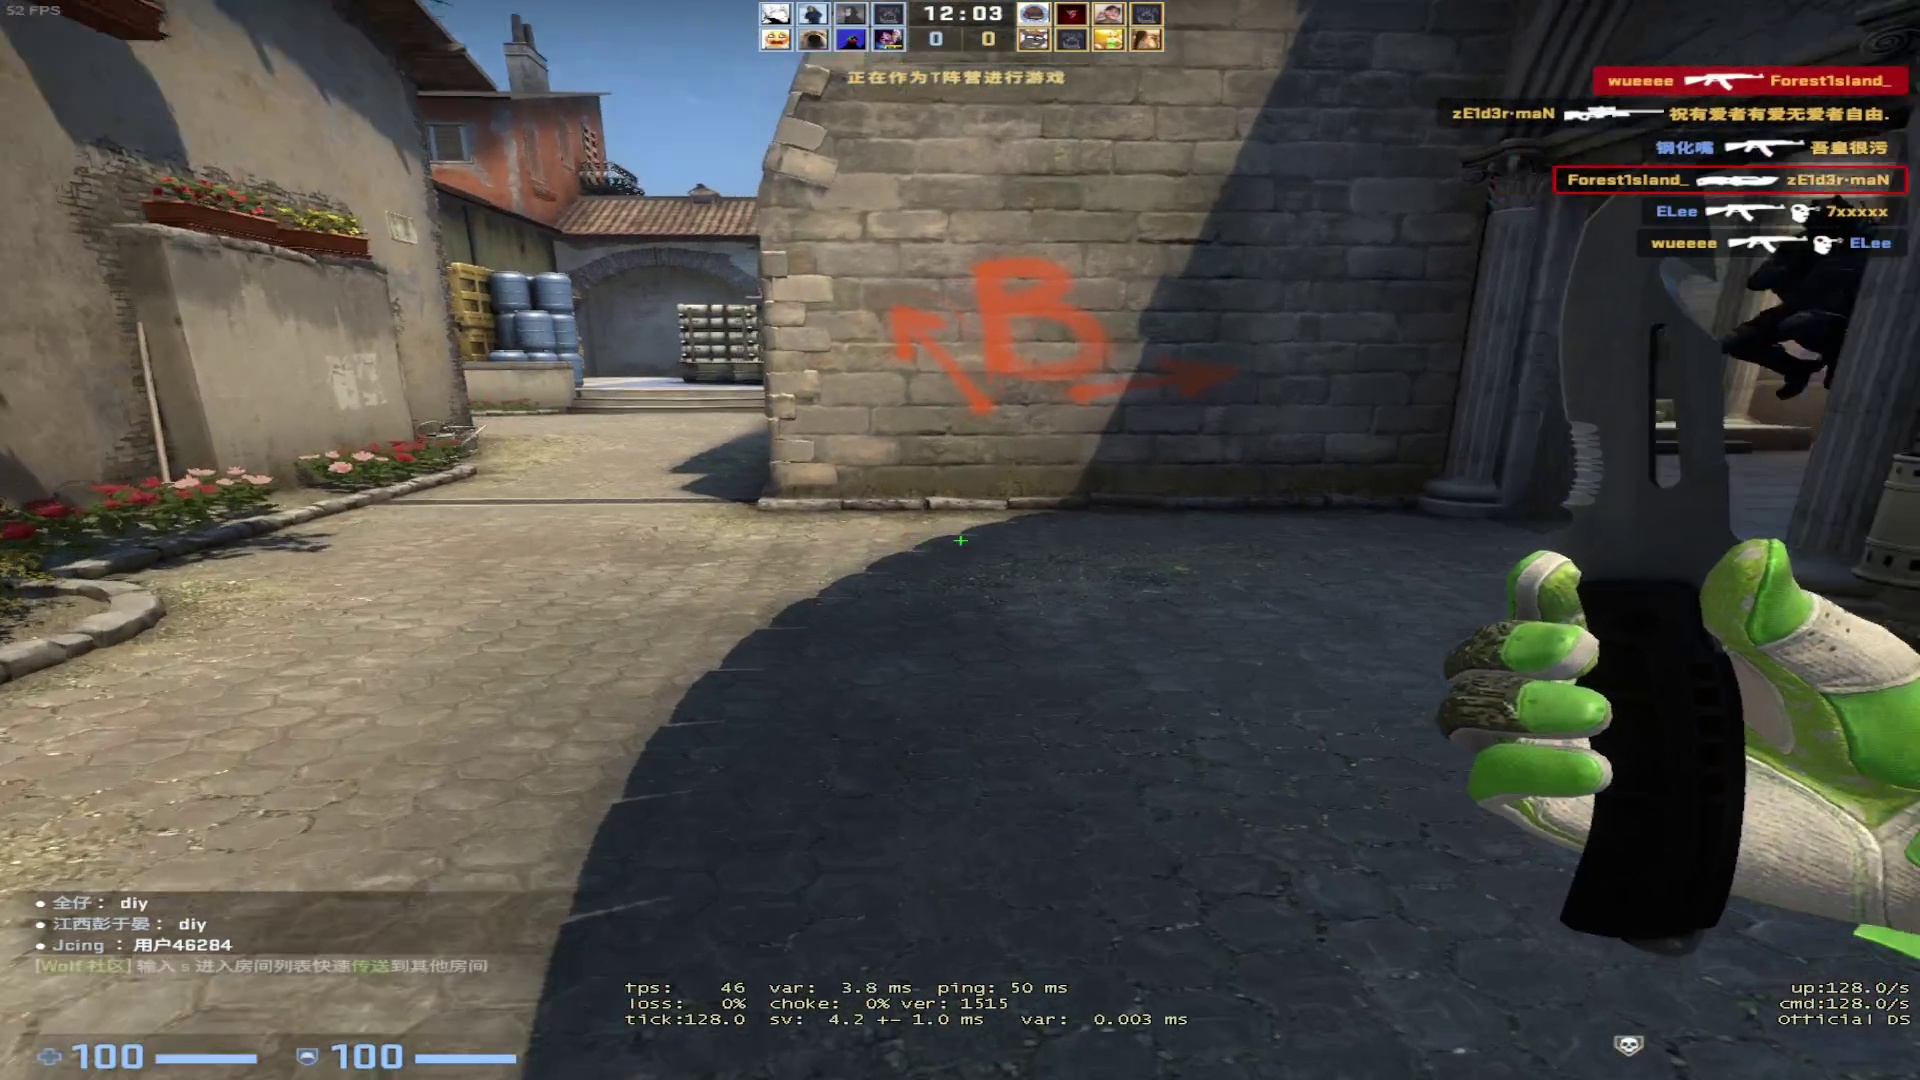 52 FPS
12:03
0 0
正在作为T阵营进行游戏
wueeee Forest1sland_
zE1d3r·maN 祝有爱者有爱无爱者自由.
钢化嘴 吾皇很污
Forest1sland_ zE1d3r·maN
ELee 7xxxxx
wueeee ELee
B
• 全仔： diy
• 江西彭于晏： diy
• Jcing ： 用户46284
[Wolf 社区] 输入 s 进入房间列表快速传送到其他房间
fps: 46 var: 3.8 ms ping: 50 ms
loss: 0% choke: 0% ver: 1515
tick:128.0 sv: 4.2 +- 1.0 ms var: 0.003 ms
up:128.0/s
cmd:128.0/s
Official DS
100 100